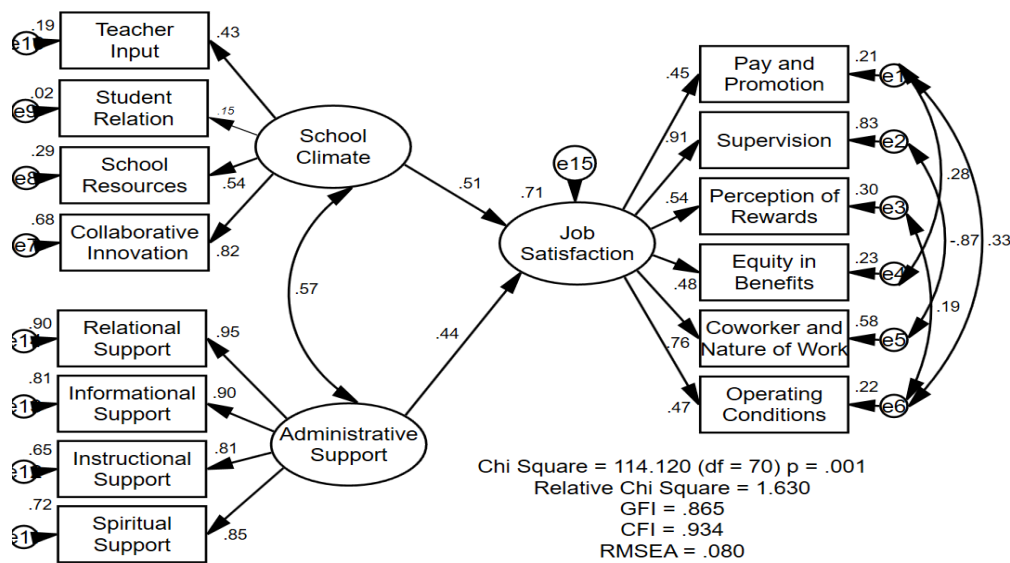 .19
e1
Teacher
Input
.43
.02
e9
Student
Relation
.15
.29
e8
School
Resources
.54
.68
e7
Collaborative
Innovation
.82
School
Climate
.57
.51
.90
e1
Relational
Support
.95
.81
e1
Informational
Support
.90
.65
e12
Instructional
Support
.81
.72
e1
Spiritual
Support
.85
Administrative
Support
.44
e15
.71
Job
Satisfaction
.45
Pay and
Promotion
.21
e1
.91
Supervision
.83
e2
.54
Perception of
Rewards
.30
e3
.48
Equity in
Benefits
.23
e4
.76
Coworker and
Nature of Work
.58
e5
.47
Operating
Conditions
.22
e6
.28
-.87
.33
.19
Chi Square = 114.120 (df = 70) p = .001
Relative Chi Square = 1.630
GFI = .865
CFI = .934
RMSEA = .080